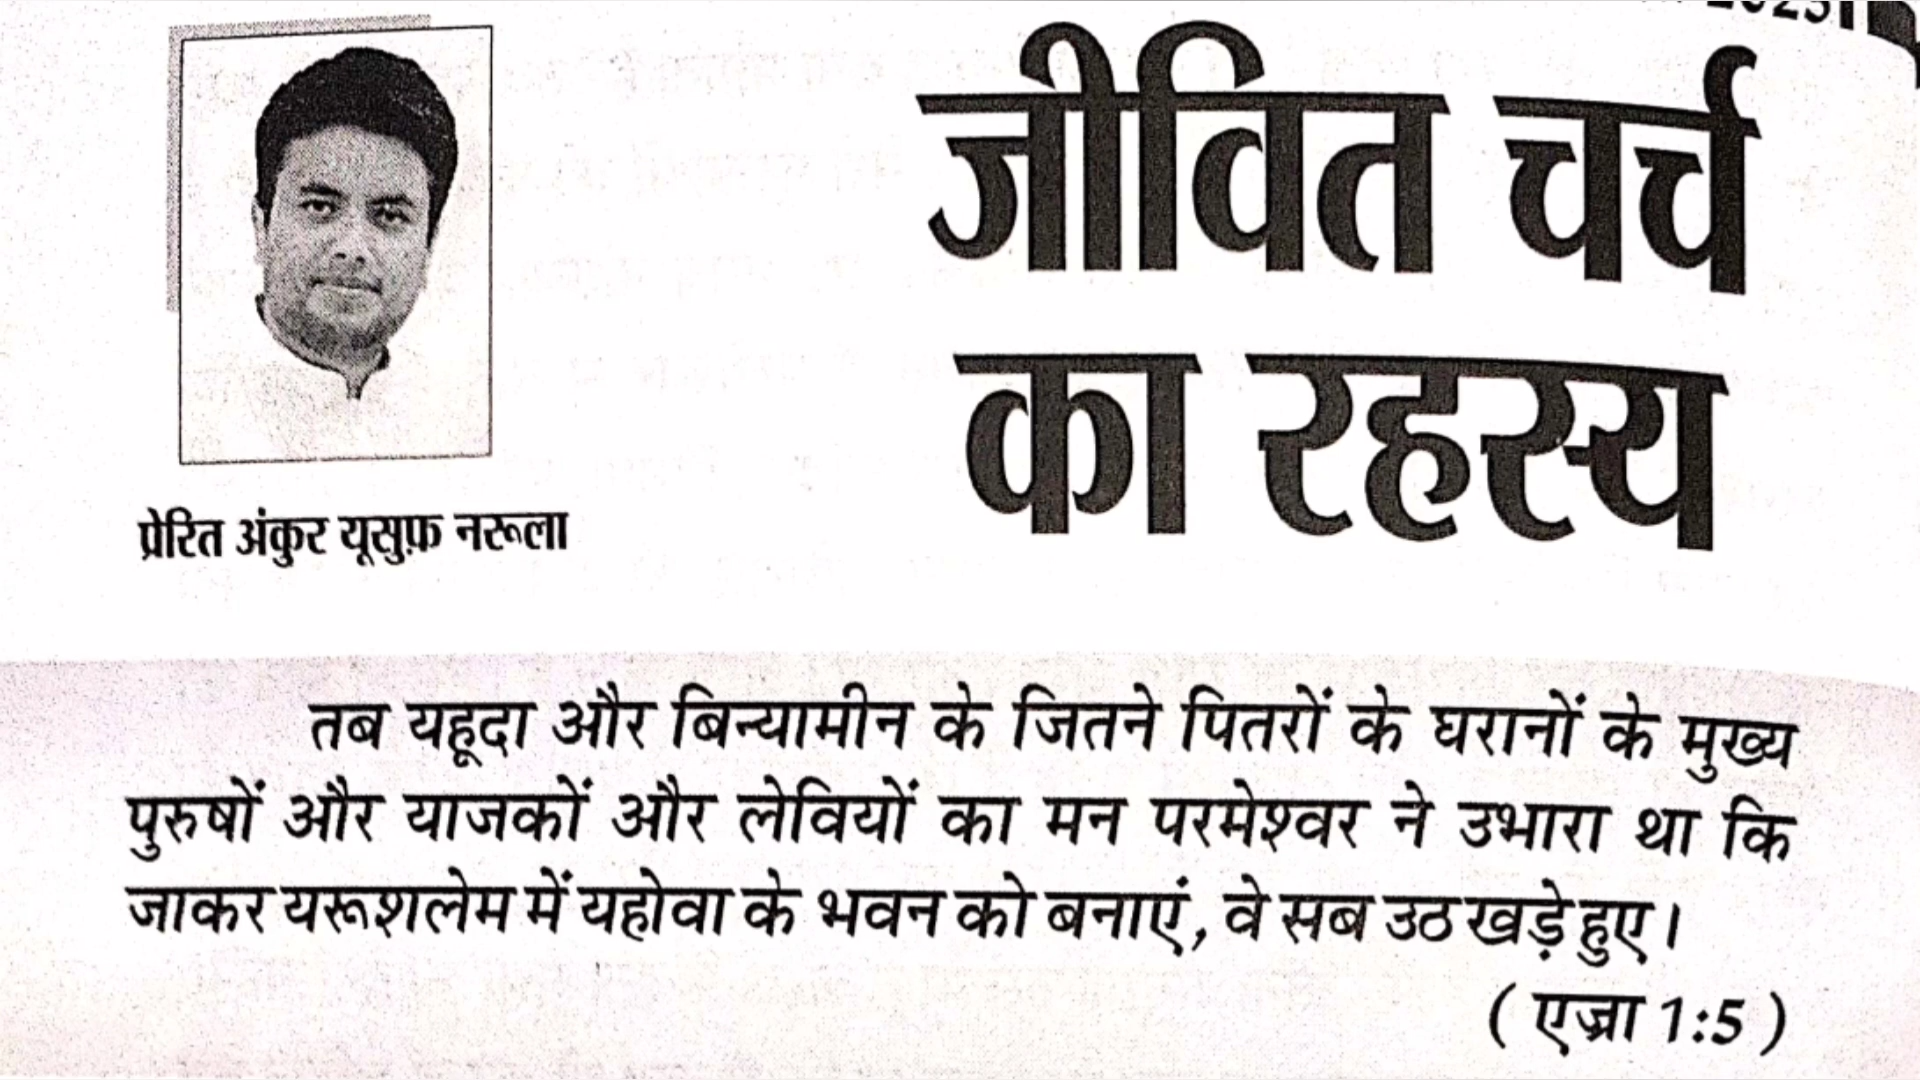 जीवित चर्च
का रहस्य
प्रेरित अंकुर यूसुफ़ नरूला
तब यहूदा और बिन्यामीन के जितने पितरों के घरानों के मुख्य
पुरुषों और याजकों और लेवियों का मन परमेश्वर ने उभारा था कि
जाकर यरूशलेम में यहोवा के भवन को बनाएं, वे सब उठ खड़े हुए।
( एज्रा 1:5 )